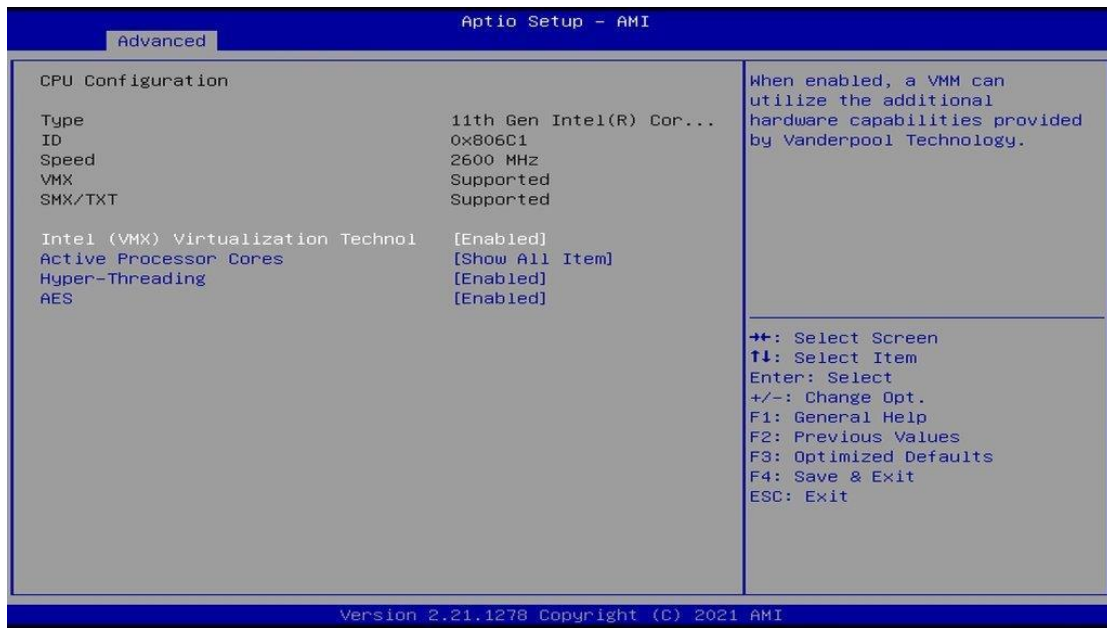 Aptio Setup – AMI
Advanced
CPU Configuration
Type 11th Gen Intel(R) Cor...
ID 0x806C1
Speed 2600 MHz
VMX Supported
SMX/TXT Supported
Intel (VMX) Virtualization Technol [Enabled]
Active Processor Cores [Show All Item]
Hyper-Threading [Enabled]
AES [Enabled]
When enabled, a VMM can
utilize the additional
hardware capabilities provided
by Vanderpool Technology.
→←: Select Screen
↑↓: Select Item
Enter: Select
+/-: Change Opt.
F1: General Help
F2: Previous Values
F3: Optimized Defaults
F4: Save & Exit
ESC: Exit
Version 2.21.1278 Copyright (C) 2021 AMI